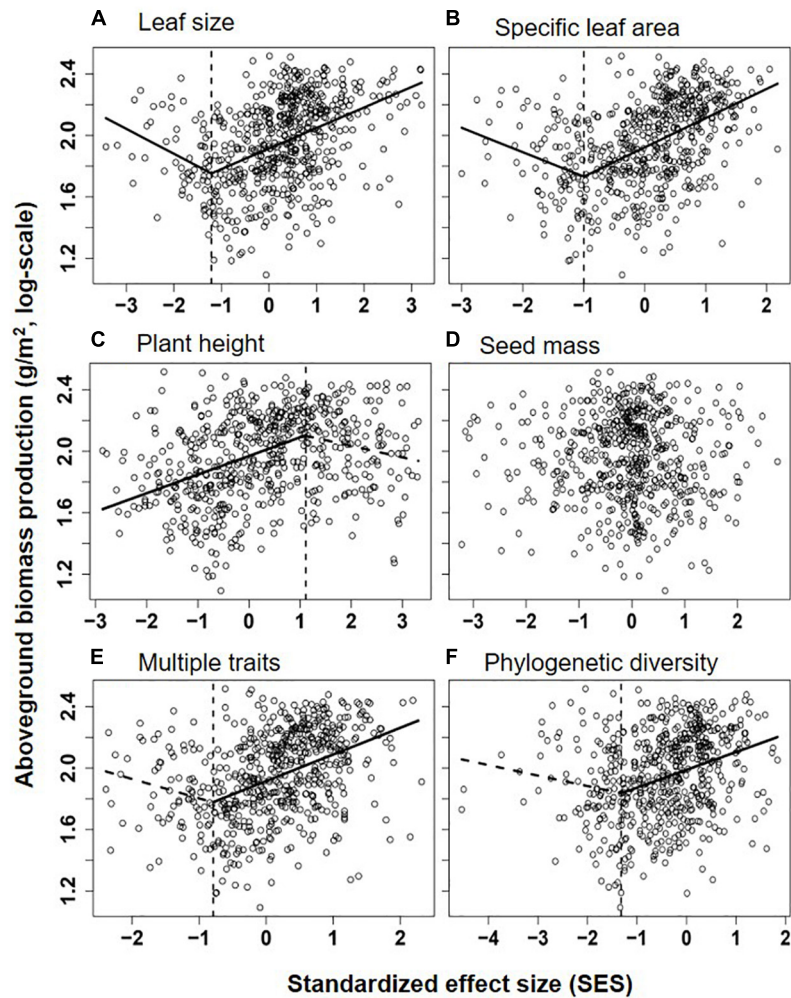 A Leaf size
B Specific leaf area
2.4
2.0
1.6
1.2
−3 −2 −1 0 1 2 3
−3 −2 −1 0 1 2
C Plant height
D Seed mass
2.4
2.0
1.6
1.2
−3 −2 −1 0 1 2 3
−3 −2 −1 0 1 2
E Multiple traits
F Phylogenetic diversity
2.4
2.0
1.6
1.2
−2 −1 0 1 2
−4 −3 −2 −1 0 1 2
Aboveground biomass production (g/m², log-scale)
Standardized effect size (SES)